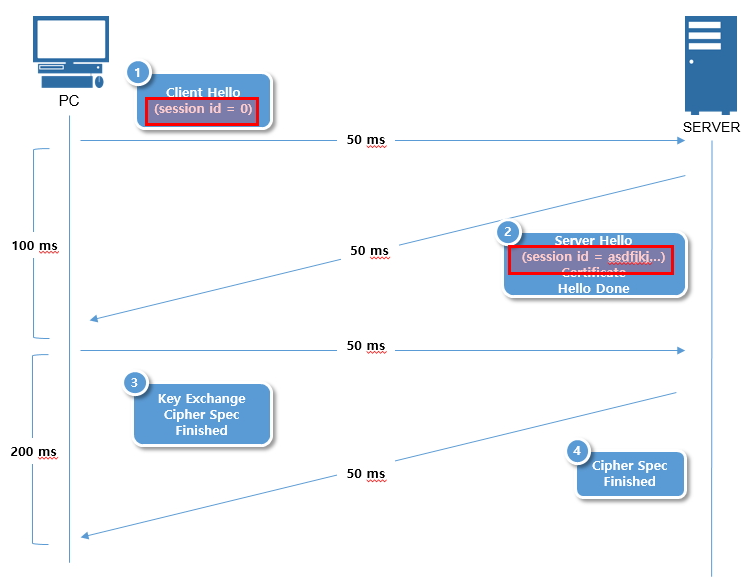 PC
SERVER
1
Client Hello
(session id = 0)
50 ms
100 ms
50 ms
2
Server Hello
(session id = asdfjkj...)
Certificate
Hello Done
50 ms
3
Key Exchange
Cipher Spec
Finished
200 ms
50 ms
4
Cipher Spec
Finished